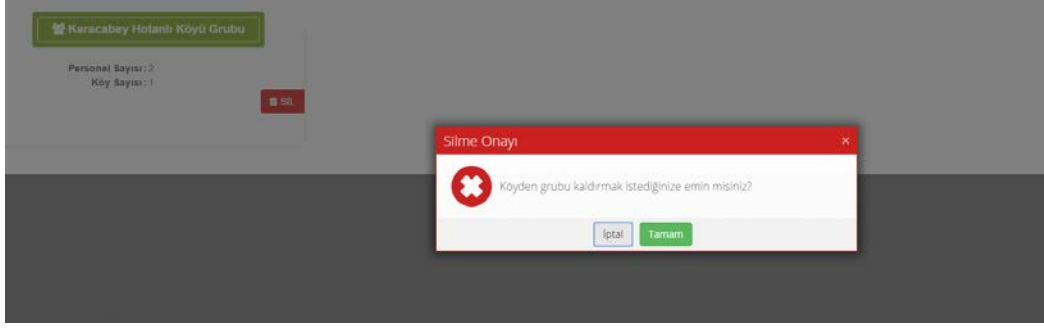 Karacabey Hotanlı Köyü Grubu
Personel Sayısı : 2
Köy Sayısı : 1
SİL
Silme Onayı ×
Köyden grubu kaldırmak istediğinize emin misiniz?
İptal Tamam